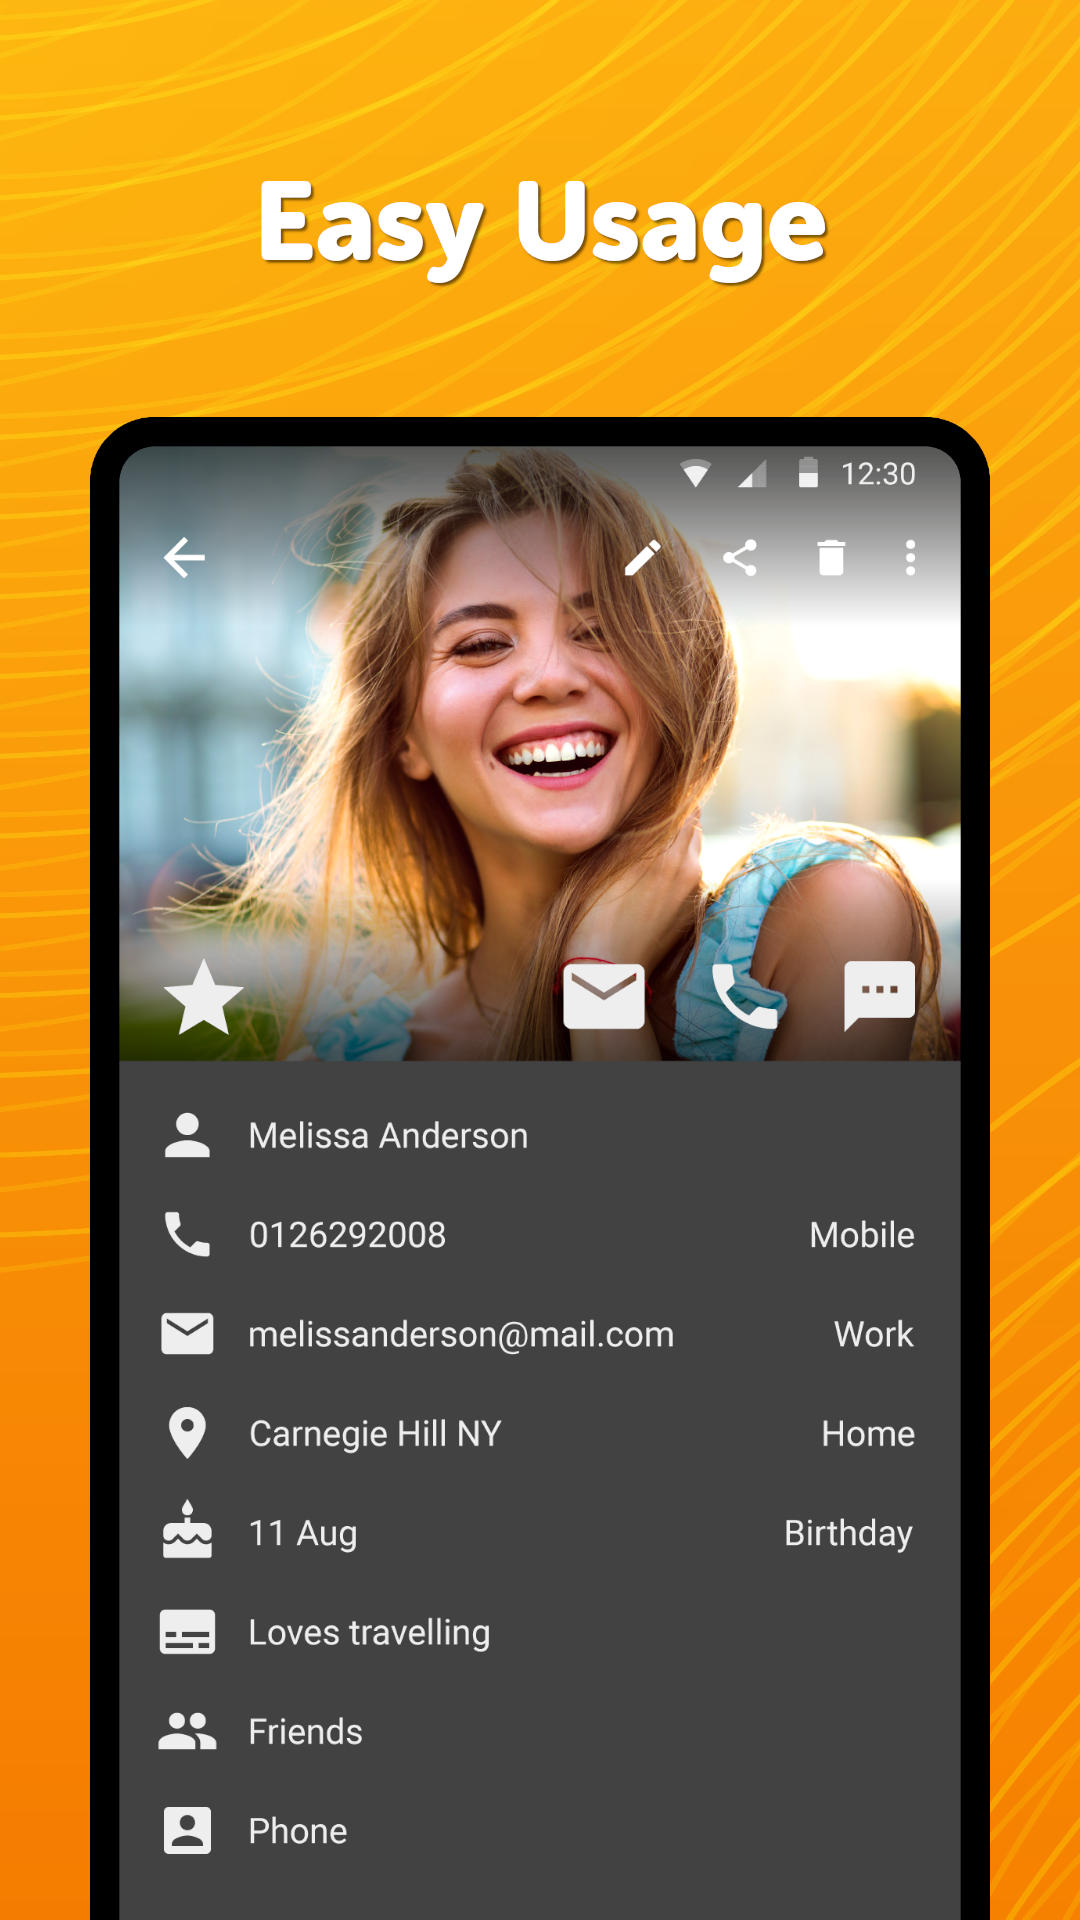 Easy Usage
12:30
Melissa Anderson
0126292008 Mobile
melissanderson@mail.com Work
Carnegie Hill NY Home
11 Aug Birthday
Loves travelling
Friends
Phone